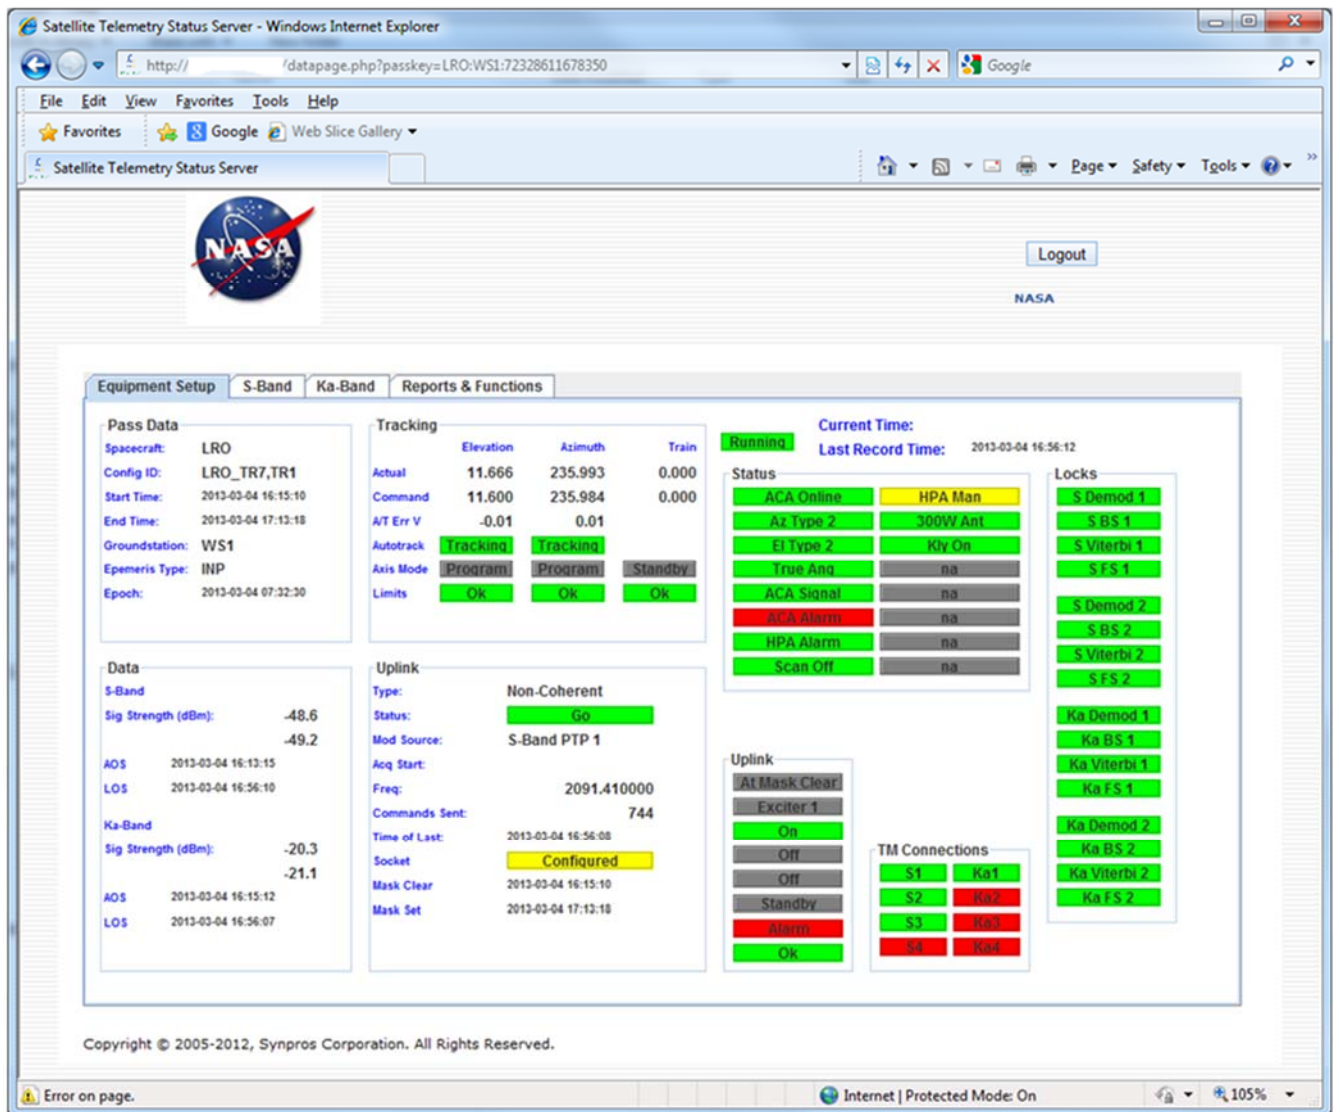 Satellite Telemetry Status Server - Windows Internet Explorer
http:// /datapage.php?passkey=LRO:WS1:72328611678350
Google
File Edit View Favorites Tools Help
Favorites Google Web Slice Gallery
Satellite Telemetry Status Server
Page Safety Tools
NASA
Logout
NASA
Equipment Setup S-Band Ka-Band Reports & Functions
Pass Data
Spacecraft: LRO
Config ID: LRO_TR7,TR1
Start Time: 2013-03-04 16:15:10
End Time: 2013-03-04 17:13:18
Groundstation: WS1
Epemeris Type: INP
Epoch: 2013-03-04 07:32:30
Tracking
Elevation Azimuth Train
Actual 11.666 235.993 0.000
Command 11.600 235.984 0.000
A/T Err V -0.01 0.01
Autotrack Tracking Tracking
Axis Mode Program Program Standby
Limits Ok Ok Ok
Running
Current Time:
Last Record Time: 2013-03-04 16:56:12
Status
ACA Online HPA Man
Az Type 2 300W Ant
El Type 2 Kly On
True Ang na
ACA Signal na
ACA Alarm na
HPA Alarm na
Scan Off na
Locks
S Demod 1
S BS 1
S Viterbi 1
S FS 1
S Demod 2
S BS 2
S Viterbi 2
S FS 2
Ka Demod 1
Ka BS 1
Ka Viterbi 1
Ka FS 1
Ka Demod 2
Ka BS 2
Ka Viterbi 2
Ka FS 2
Data
S-Band
Sig Strength (dBm): -48.6
-49.2
AOS 2013-03-04 16:13:15
LOS 2013-03-04 16:56:10
Ka-Band
Sig Strength (dBm): -20.3
-21.1
AOS 2013-03-04 16:15:12
LOS 2013-03-04 16:56:07
Uplink
Type: Non-Coherent
Status: Go
Mod Source: S-Band PTP 1
Acq Start:
Freq: 2091.410000
Commands Sent: 744
Time of Last: 2013-03-04 16:56:08
Socket Configured
Mask Clear 2013-03-04 16:15:10
Mask Set 2013-03-04 17:13:18
Uplink
At Mask Clear
Exciter 1
On
Off
Off
Standby
Alarm
Ok
TM Connections
S1 Ka1
S2 Ka2
S3 Ka3
S4 Ka4
Copyright © 2005-2012, Synpros Corporation. All Rights Reserved.
Error on page. Internet | Protected Mode: On 105%